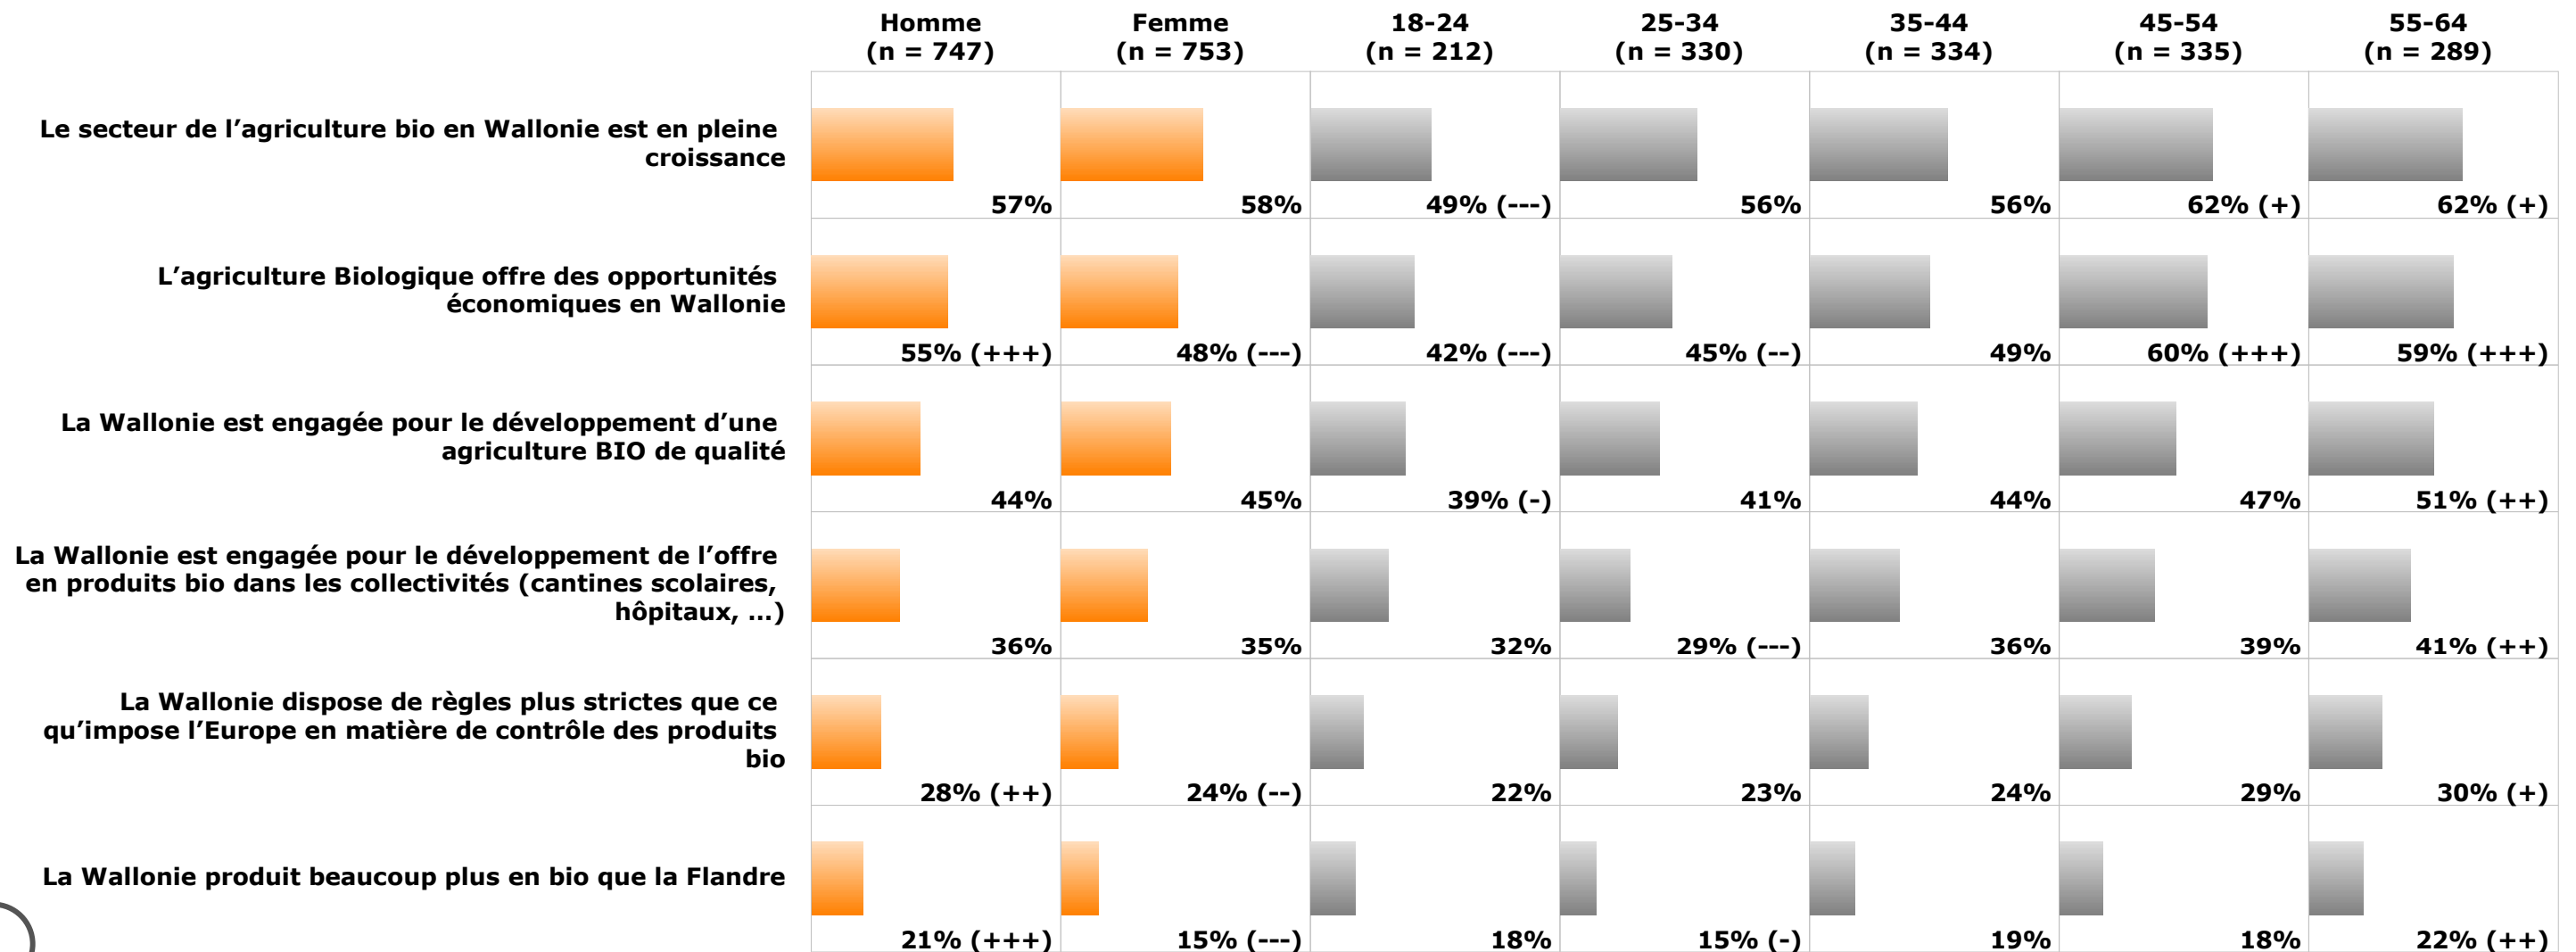 Homme Femme 18-24 25-34 35-44 45-54 55-64
(n = 747) (n = 753) (n = 212) (n = 330) (n = 334) (n = 335) (n = 289)
Le secteur de l’agriculture bio en Wallonie est en pleine
croissance
57% 58% 49% (---) 56% 56% 62% (+) 62% (+)
L’agriculture Biologique offre des opportunités
économiques en Wallonie
55% (+++) 48% (---) 42% (---) 45% (--) 49% 60% (+++) 59% (+++)
La Wallonie est engagée pour le développement d’une
agriculture BIO de qualité
44% 45% 39% (-) 41% 44% 47% 51% (++)
La Wallonie est engagée pour le développement de l’offre
en produits bio dans les collectivités (cantines scolaires,
hôpitaux, …)
36% 35% 32% 29% (---) 36% 39% 41% (++)
La Wallonie dispose de règles plus strictes que ce
qu’impose l’Europe en matière de contrôle des produits
bio
28% (++) 24% (--) 22% 23% 24% 29% 30% (+)
La Wallonie produit beaucoup plus en bio que la Flandre
21% (+++) 15% (---) 18% 15% (-) 19% 18% 22% (++)